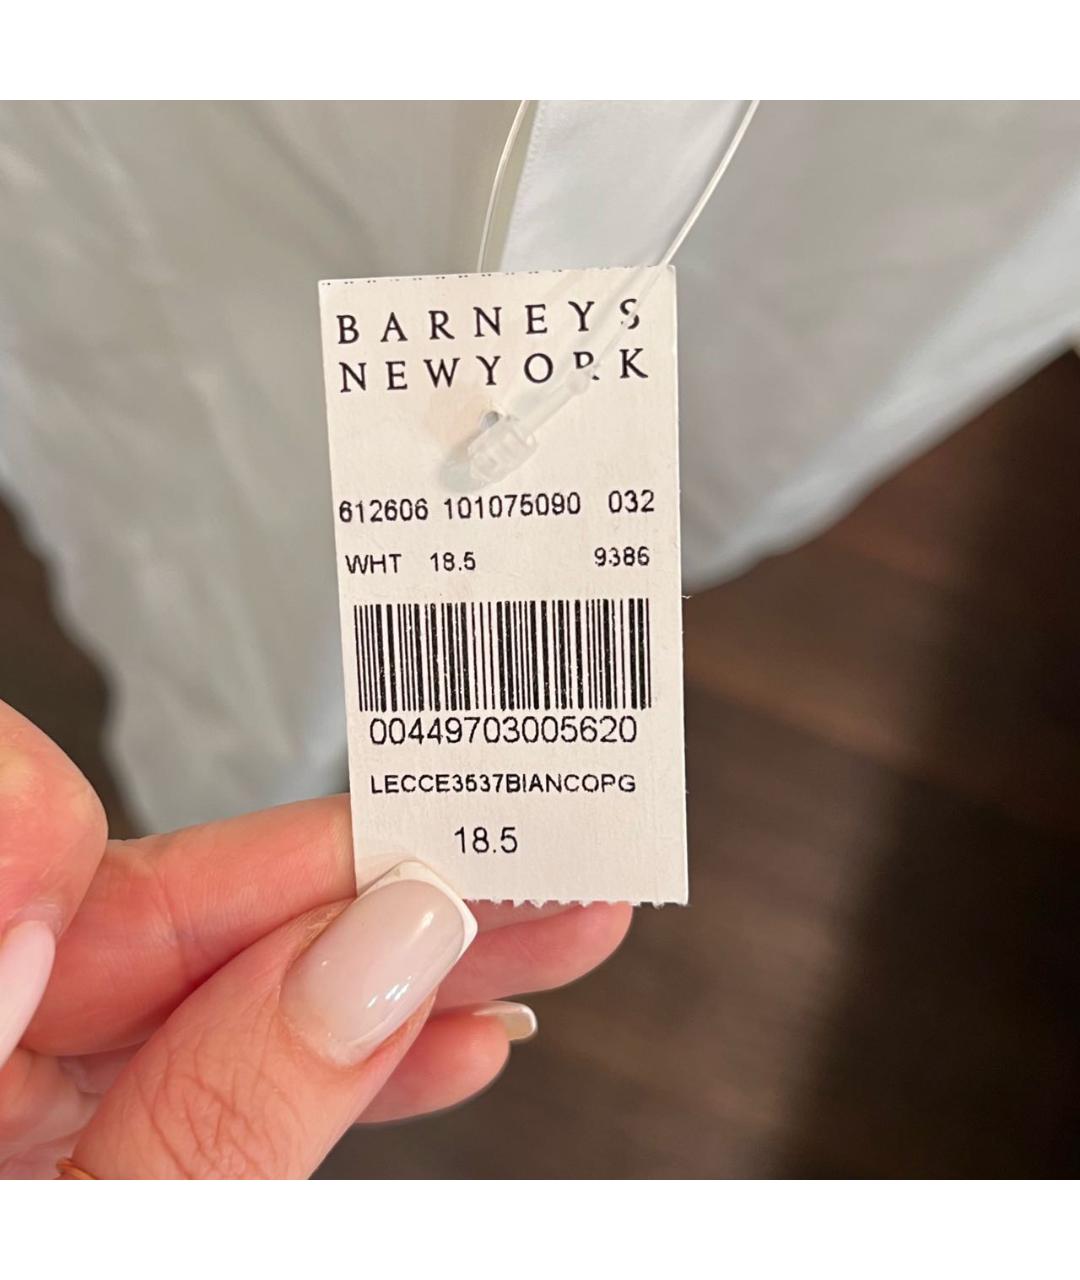 BARNEYS
NEWYORK
612606 101075090 032
WHT 18.5 9386
00449703005620
LECCE3537BIANCOPG
18.5